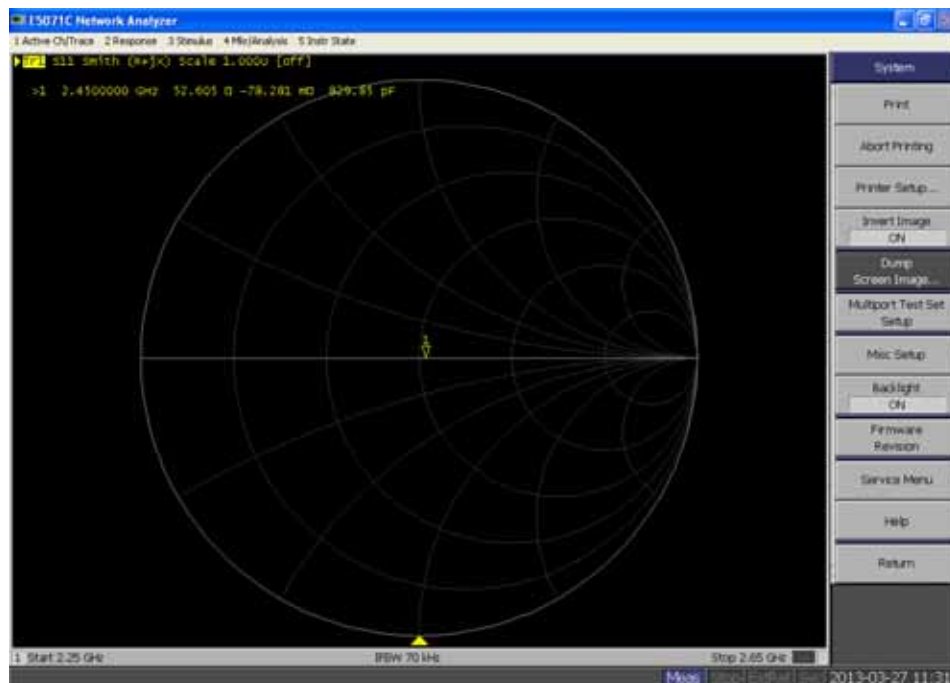 E5071C Network Analyzer
1 Active Ch/Trace 2 Response 3 Stimulus 4 Mkr/Analysis 5 Instr State
Tr1 S11 Smith (R+jX) Scale 1.000U [off]
>1 2.4500000 GHz 52.605 Ω -78.281 mΩ 829.85 pF
1
System
Print
Abort Printing
Printer Setup...
Invert Image
ON
Dump
Screen Image...
Multiport Test Set
Setup
Misc Setup
Backlight
ON
Firmware
Revision
Service Menu
Help
Return
1 Start 2.25 GHz IFBW 70 kHz Stop 2.65 GHz
Meas 2013-03-27 11:31